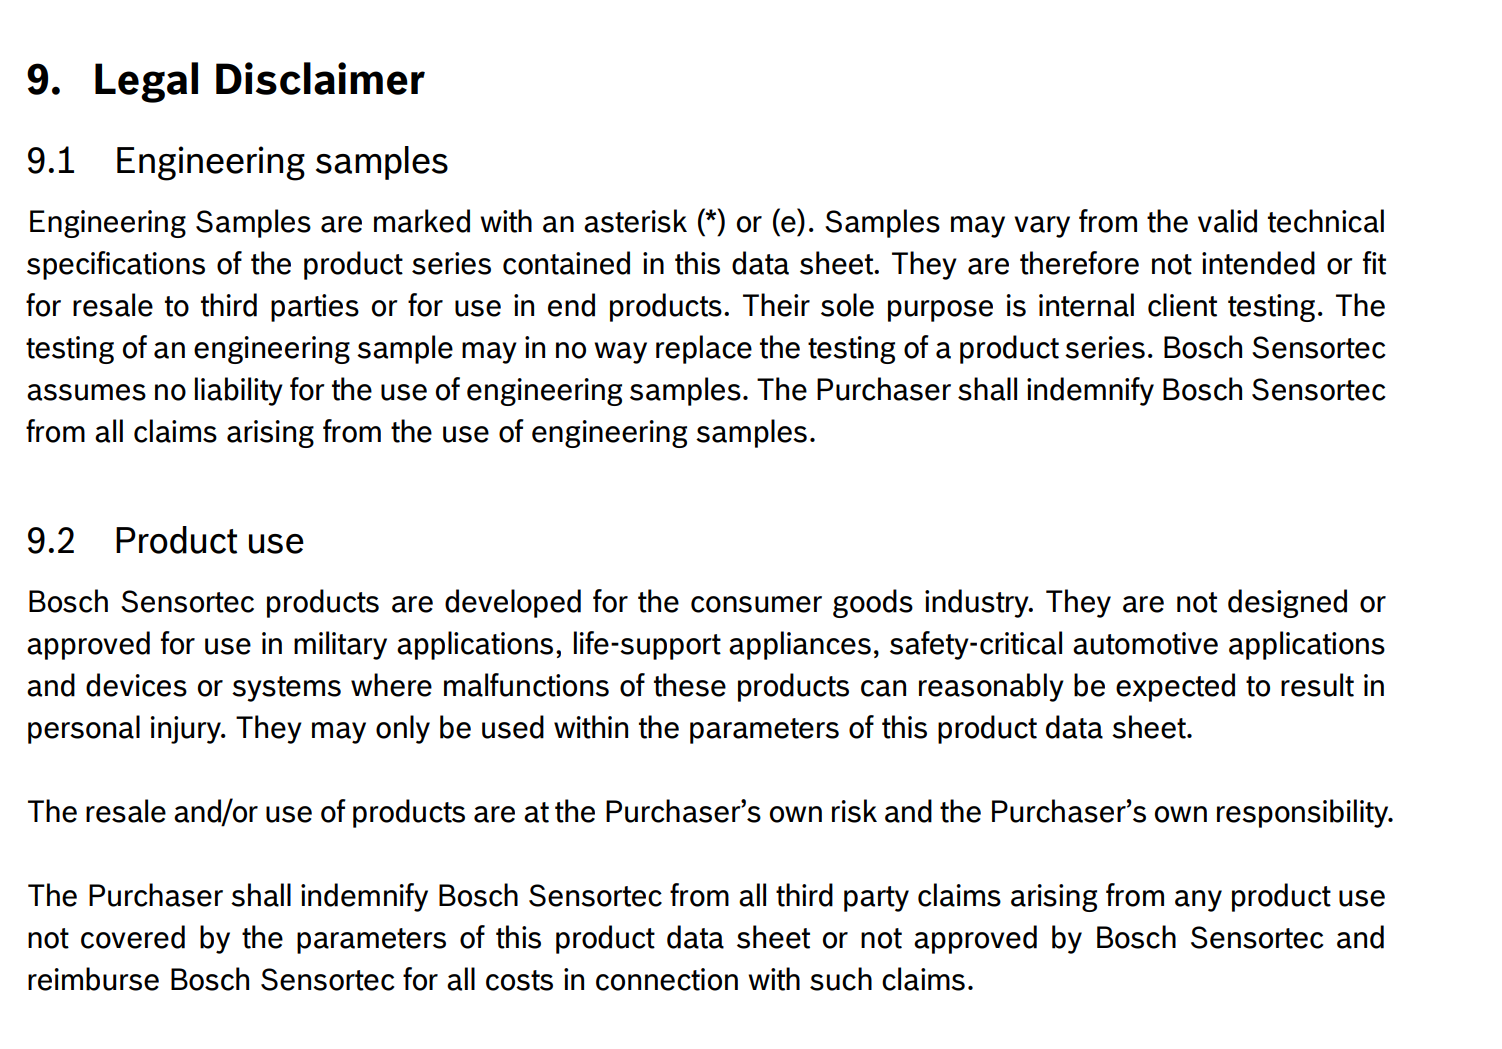 9. Legal Disclaimer
9.1 Engineering samples
Engineering Samples are marked with an asterisk (*) or (e). Samples may vary from the valid technical
specifications of the product series contained in this data sheet. They are therefore not intended or fit
for resale to third parties or for use in end products. Their sole purpose is internal client testing. The
testing of an engineering sample may in no way replace the testing of a product series. Bosch Sensortec
assumes no liability for the use of engineering samples. The Purchaser shall indemnify Bosch Sensortec
from all claims arising from the use of engineering samples.
9.2 Product use
Bosch Sensortec products are developed for the consumer goods industry. They are not designed or
approved for use in military applications, life-support appliances, safety-critical automotive applications
and devices or systems where malfunctions of these products can reasonably be expected to result in
personal injury. They may only be used within the parameters of this product data sheet.
The resale and/or use of products are at the Purchaser’s own risk and the Purchaser’s own responsibility.
The Purchaser shall indemnify Bosch Sensortec from all third party claims arising from any product use
not covered by the parameters of this product data sheet or not approved by Bosch Sensortec and
reimburse Bosch Sensortec for all costs in connection with such claims.